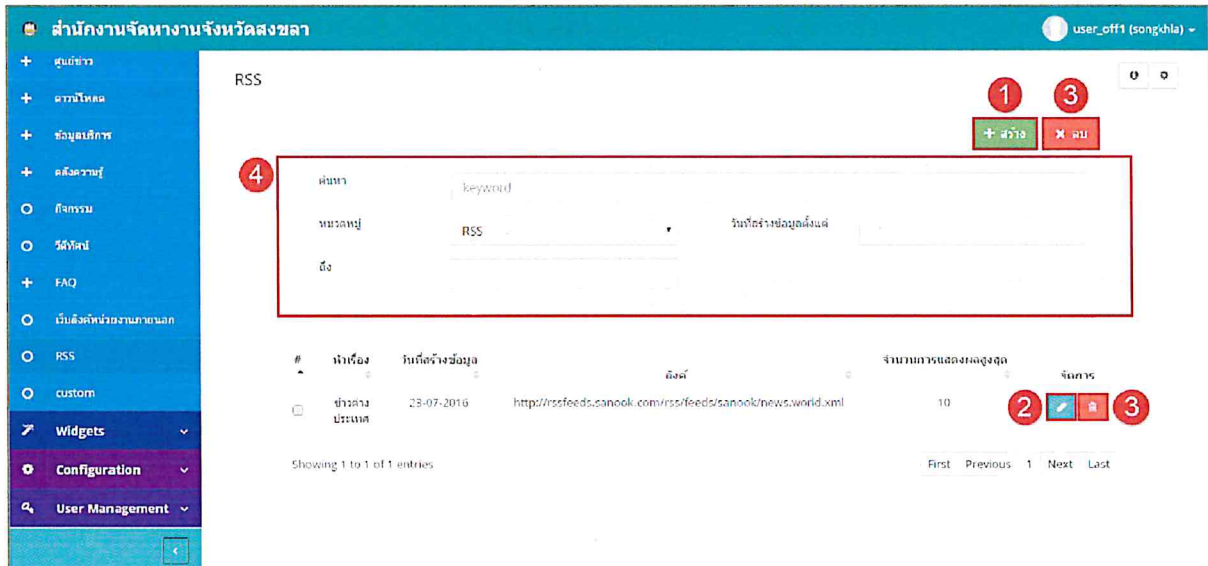 สำนักงานจัดหางานจังหวัดสงขลา
user_off1 (songkhla)
ศูนย์ข่าว
ดาวน์โหลด
ข้อมูลบริการ
คลังความรู้
กิจกรรม
วีดีทัศน์
FAQ
เว็บลิงค์หน่วยงานภายนอก
RSS
custom
Widgets
Configuration
User Management
RSS
1
3
+ สร้าง
✖ ลบ
4
ค้นหา
keyword
หมวดหมู่
RSS
วันที่สร้างข้อมูลตั้งแต่
ถึง
# หัวเรื่อง วันที่สร้างข้อมูล ลิงค์ จำนวนการแสดงผลสูงสุด จัดการ
ข่าวต่างประเทศ 23-07-2016 http://rssfeeds.sanook.com/rss/feeds/sanook/news.world.xml 10
2
3
Showing 1 to 1 of 1 entries
First Previous 1 Next Last